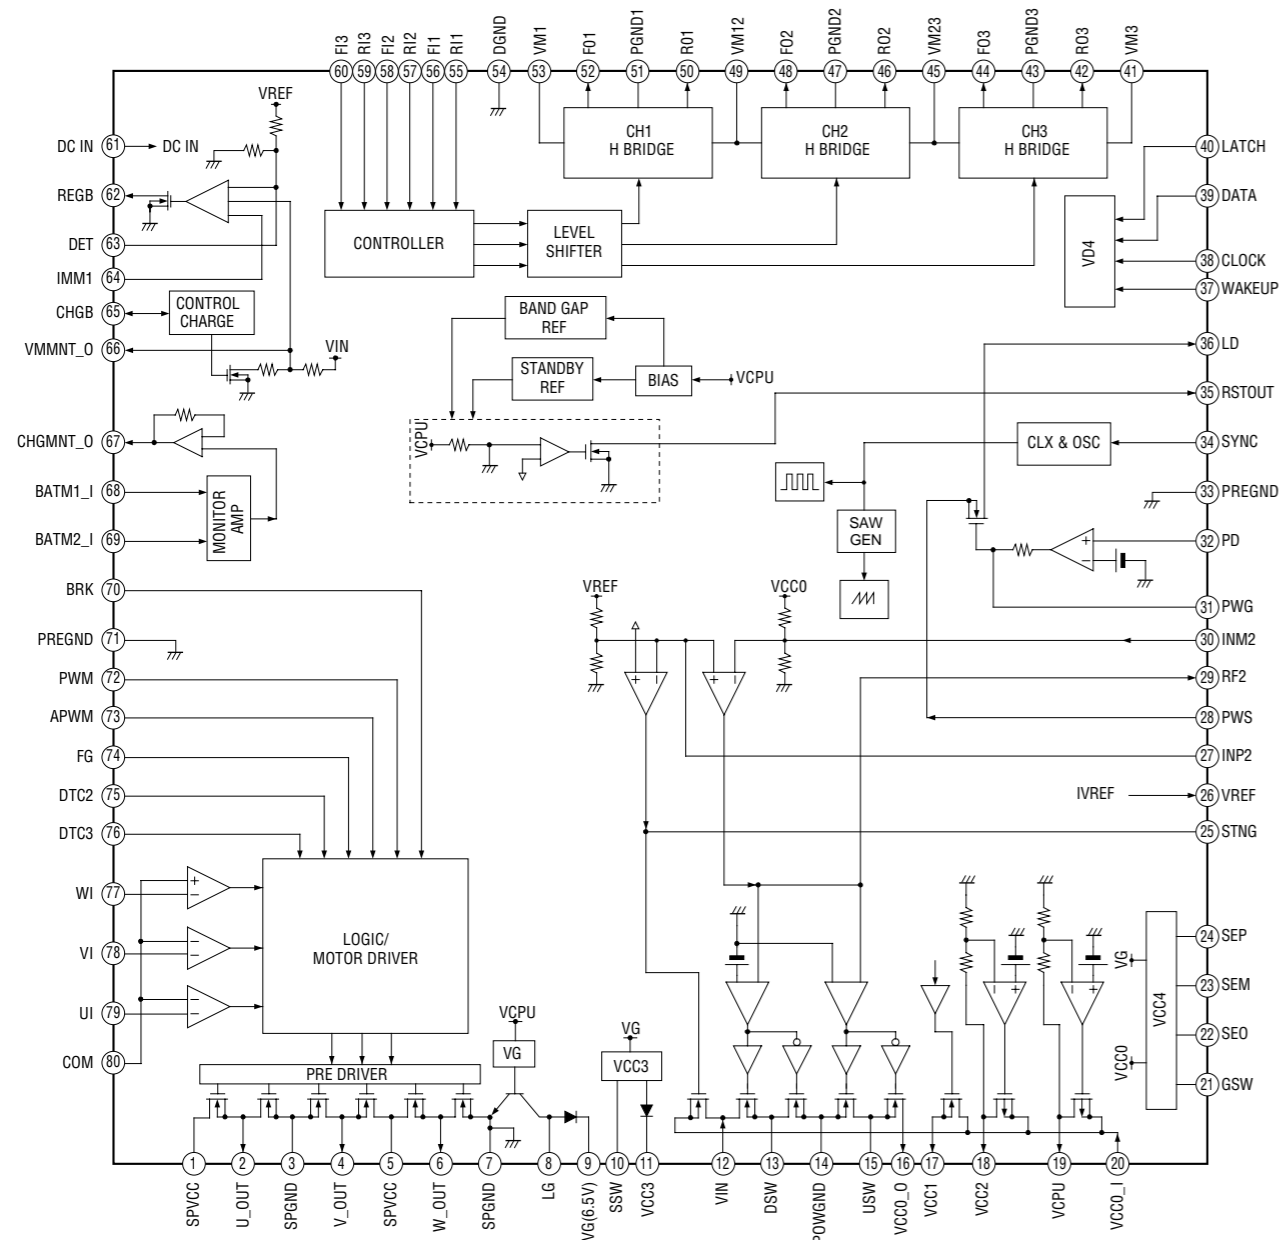 FI3
RI3
FI2
RI2
FI1
RI1
DGND
VM1
FO1
PGND1
RO1
VM12
FO2
PGND2
RO2
VM23
FO3
PGND3
RO3
VM3
60
59
58
57
56
55
54
53
52
51
50
49
48
47
46
45
44
43
42
41
VREF
DC IN
61
DC IN
REGB
62
DET
63
IMM1
64
CHGB
65
CONTROL
CHARGE
VMMNT_O
66
VIN
CHGMNT_O
67
BATM1_I
68
BATM2_I
69
MONITOR
AMP
BRK
70
PREGND
71
PWM
72
APWM
73
FG
74
DTC2
75
DTC3
76
WI
77
VI
78
UI
79
COM
80
CH1
H BRIDGE
CH2
H BRIDGE
CH3
H BRIDGE
CONTROLLER
LEVEL
SHIFTER
BAND GAP
REF
STANDBY
REF
BIAS
VCPU
VCPU
VD4
40
LATCH
39
DATA
38
CLOCK
37
WAKEUP
36
LD
35
RSTOUT
CLX & OSC
34
SYNC
33
PREGND
32
PD
31
PWG
30
INM2
29
RF2
28
PWS
27
INP2
IVREF
26
VREF
25
STNG
24
SEP
23
SEM
22
SEO
21
GSW
SAW
GEN
+
−
VREF
VCC0
+
−
+
−
+
−
−
−
−
−
LOGIC/
MOTOR DRIVER
PRE DRIVER
VCPU
VG
VG
VCC3
−
+
−
+
VG
VCC4
VCC0
1
2
3
4
5
6
7
8
9
10
11
12
13
14
15
16
17
18
19
20
SPVCC
U_OUT
SPGND
V_OUT
SPVCC
W_OUT
SPGND
LG
VG(6.5V)
SSW
VCC3
VIN
DSW
POWGND
USW
VCC0_O
VCC1
VCC2
VCPU
VCC0_I